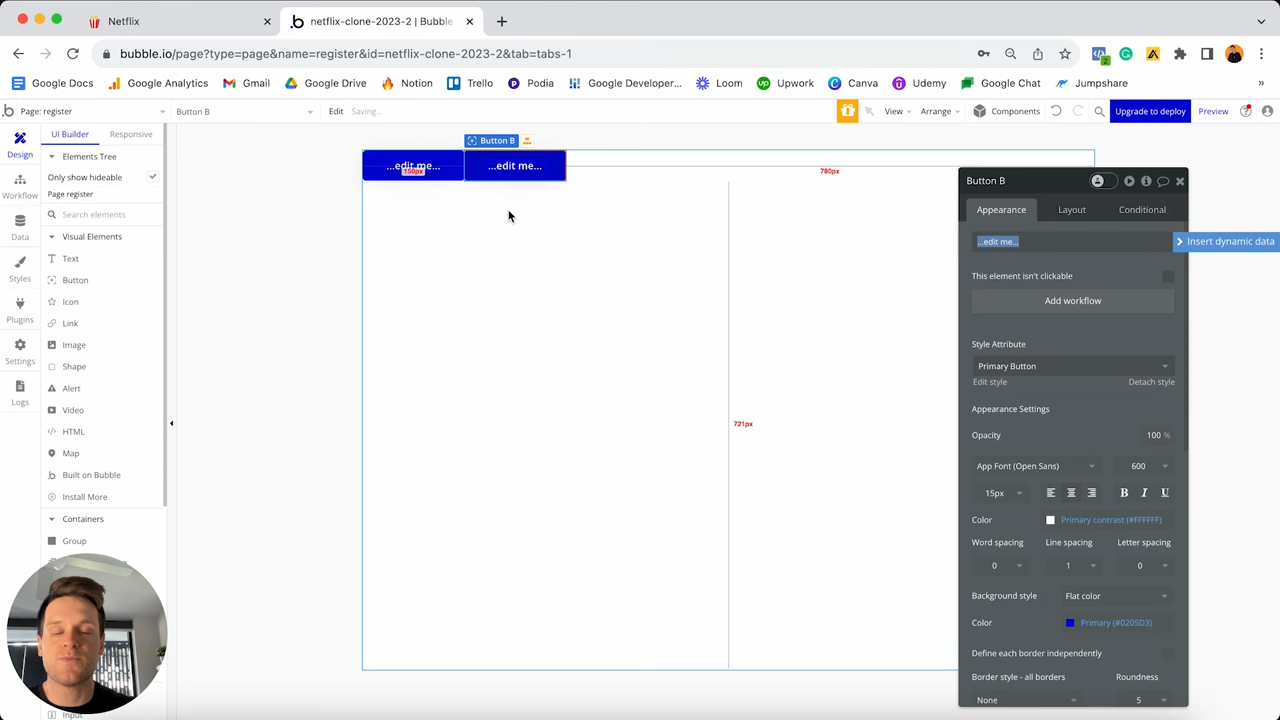 Netflix
netflix-clone-2023-2 | Bubble
bubble.io/page?type=page&name=register&id=netflix-clone-2023-2&tab=tabs-1
2
Google Docs
Google Analytics
Gmail
Google Drive
Notion
Trello
Podia
Google Developer...
Loom
Upwork
Canva
Udemy
Google Chat
Jumpshare
»
Page: register
Button B
Edit
Saving...
View
Arrange
Components
Upgrade to deploy
Preview
Design
Workflow
Data
Styles
Plugins
Settings
Logs
UI Builder
Responsive
Elements Tree
Only show hideable
Page register
Search elements
Visual Elements
Text
Button
Icon
Link
Image
Shape
Alert
Video
HTML
Map
Built on Bubble
Install More
Containers
Group
Input
Button B
...edit me...
150px
...edit me...
780px
721px
Button B
Appearance
Layout
Conditional
...edit me...
Insert dynamic data
This element isn't clickable
Add workflow
Style Attribute
Primary Button
Edit style
Detach style
Appearance Settings
Opacity
100 %
App Font (Open Sans)
600
15px
B I U
Color
Primary contrast (#FFFFFF)
Word spacing
Line spacing
Letter spacing
0
1
0
Background style
Flat color
Color
Primary (#0205D3)
Define each border independently
Border style - all borders
Roundness
None
5